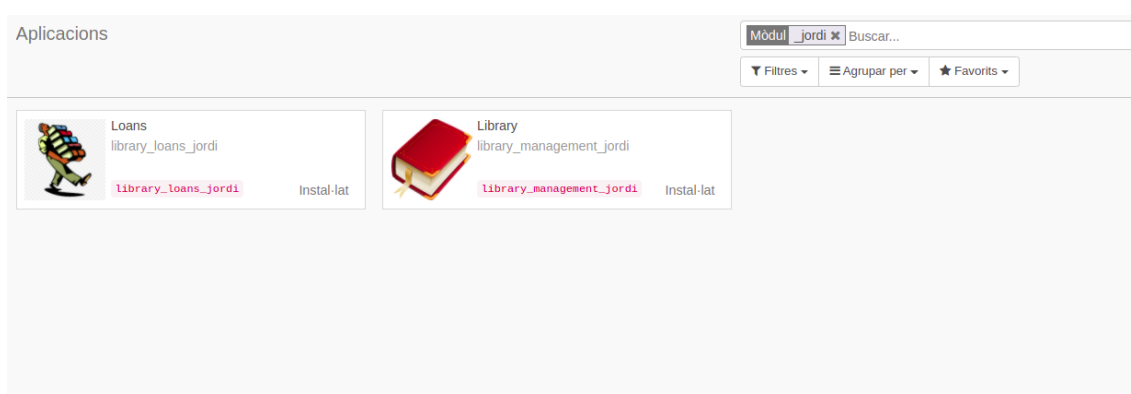 Aplicacions
Mòdul _jordi ✖ Buscar...
Filtres Agrupar per Favorits
Loans
library_loans_jordi
library_loans_jordi Instal·lat
Library
library_management_jordi
library_management_jordi Instal·lat